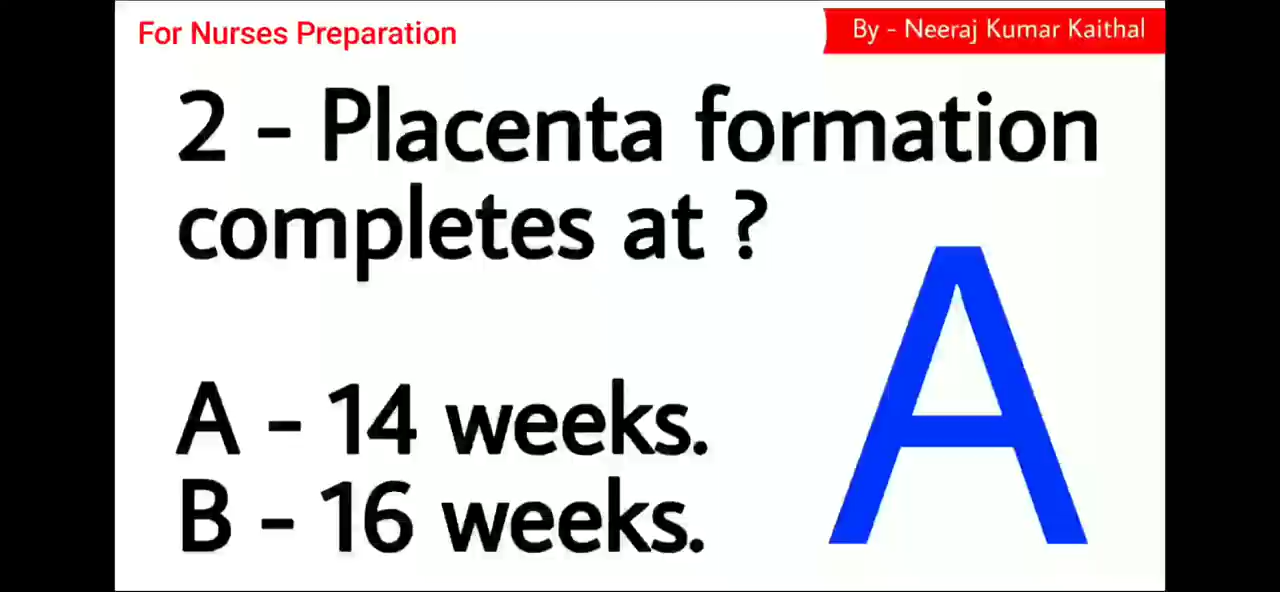 For Nurses Preparation
By - Neeraj Kumar Kaithal
2 - Placenta formation
completes at ?
A - 14 weeks.
B - 16 weeks.
A